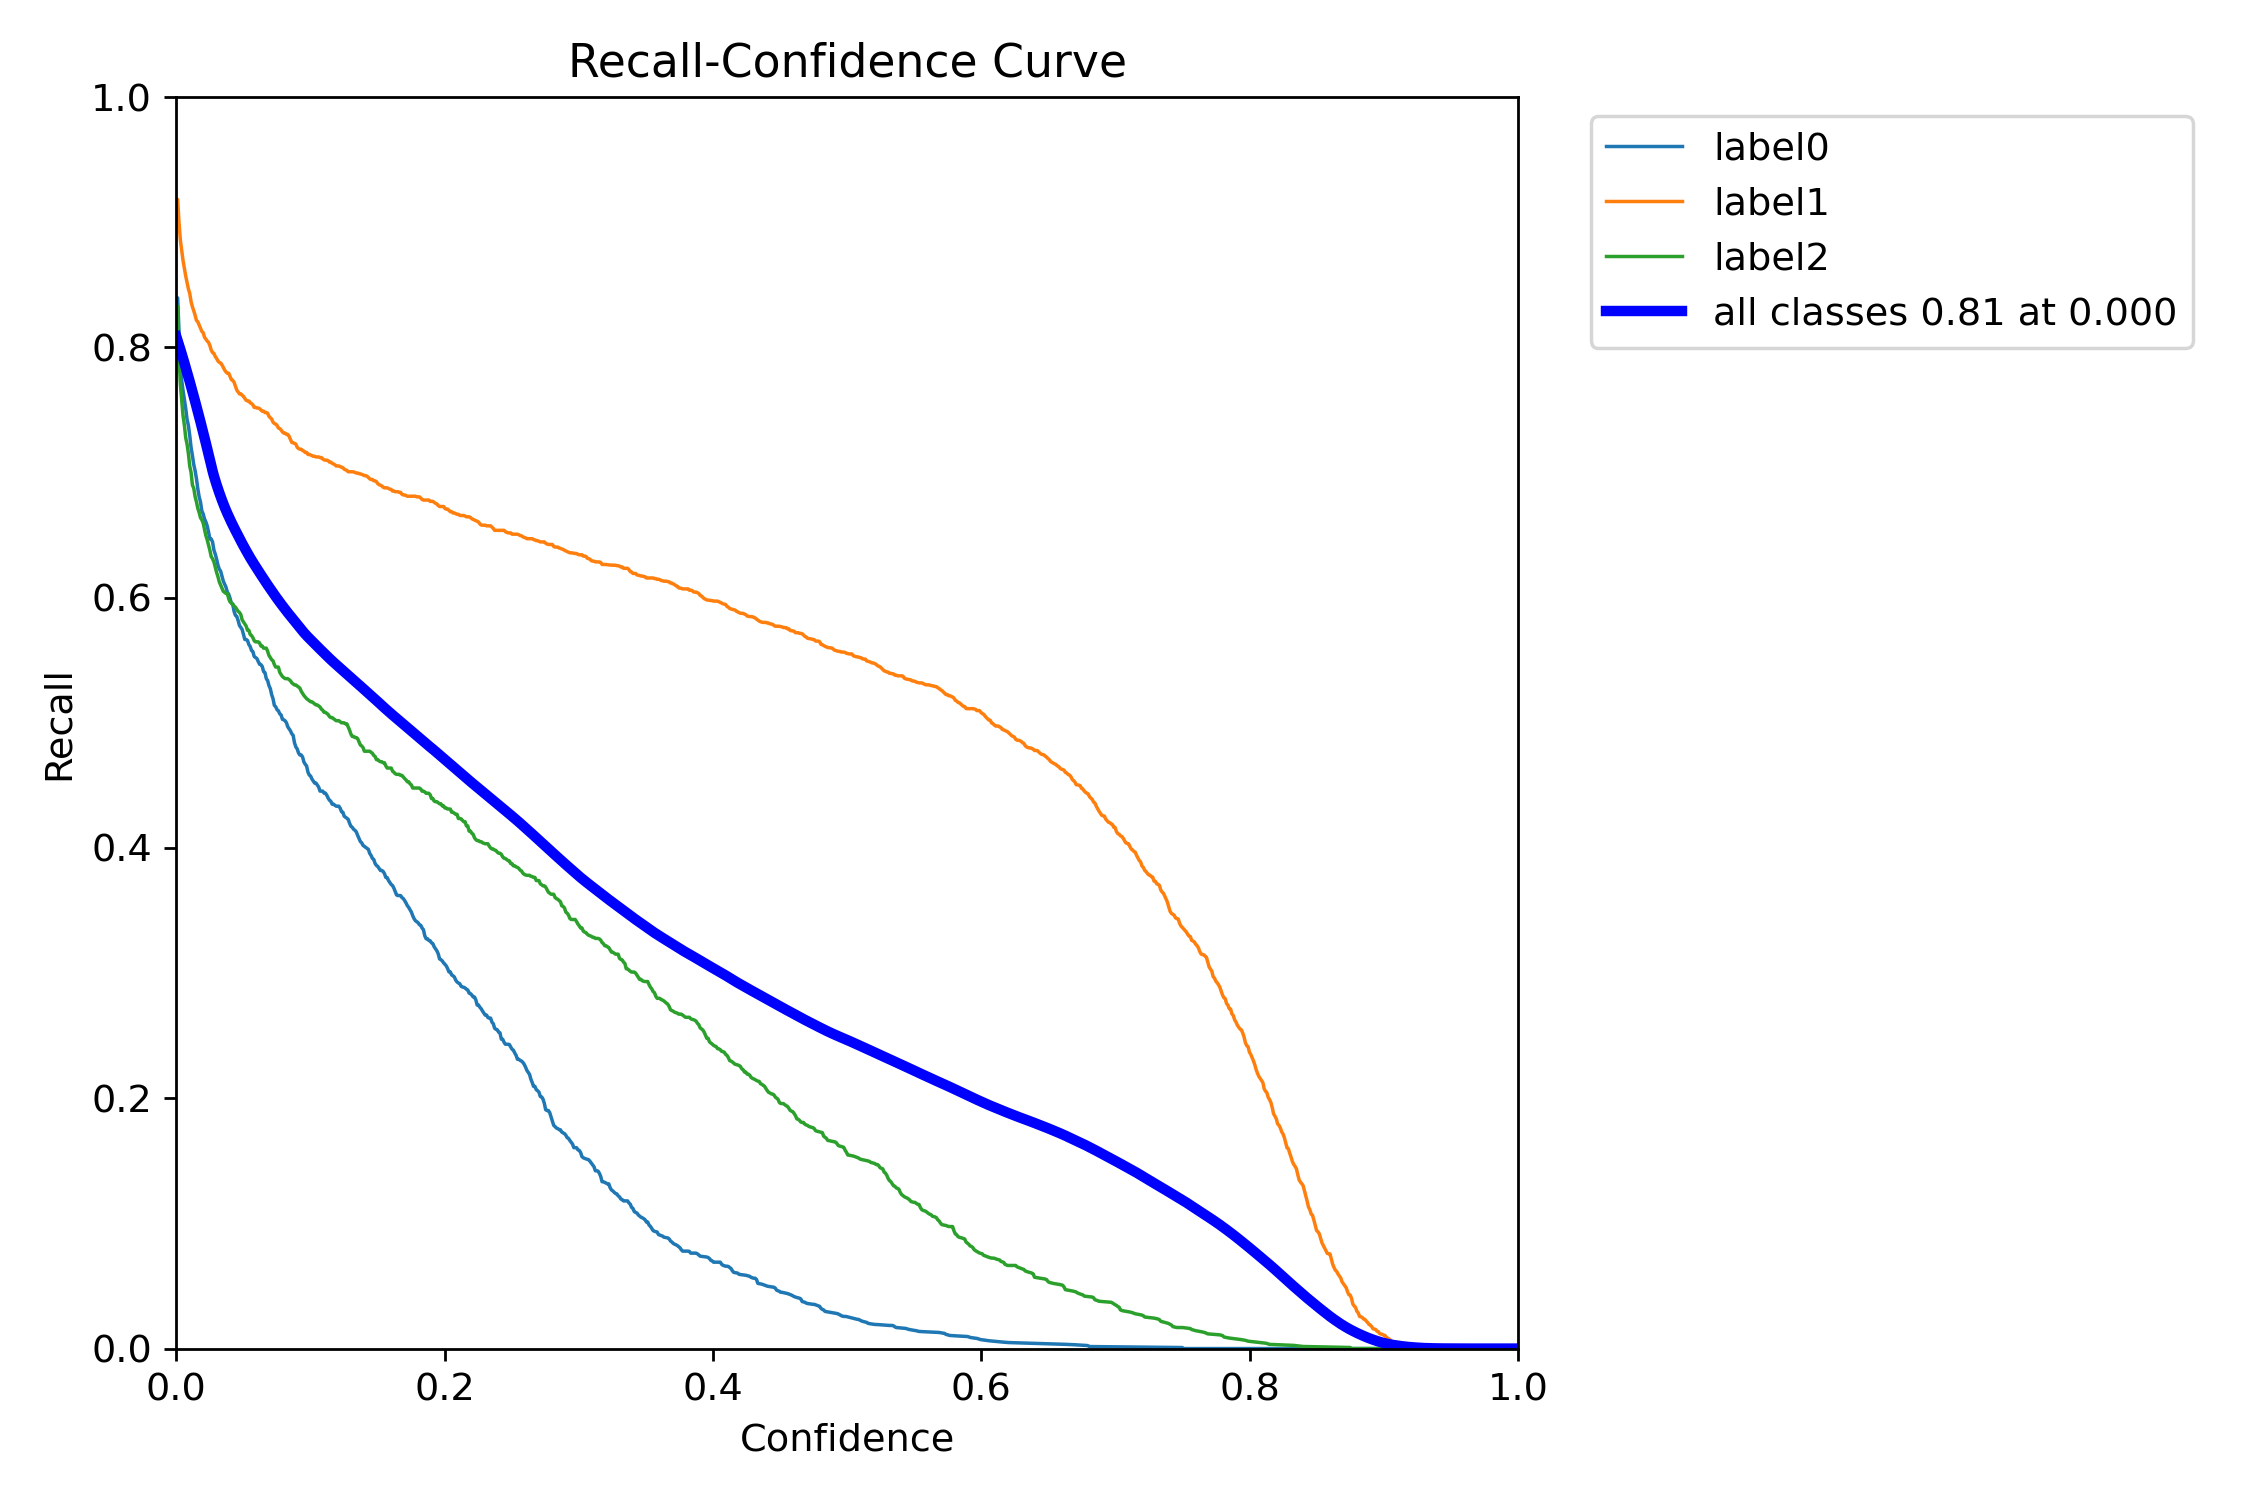 Recall-Confidence Curve
1.0
0.8
0.6
0.4
0.2
0.0
Recall
0.0 0.2 0.4 0.6 0.8 1.0
Confidence
label0
label1
label2
all classes 0.81 at 0.000